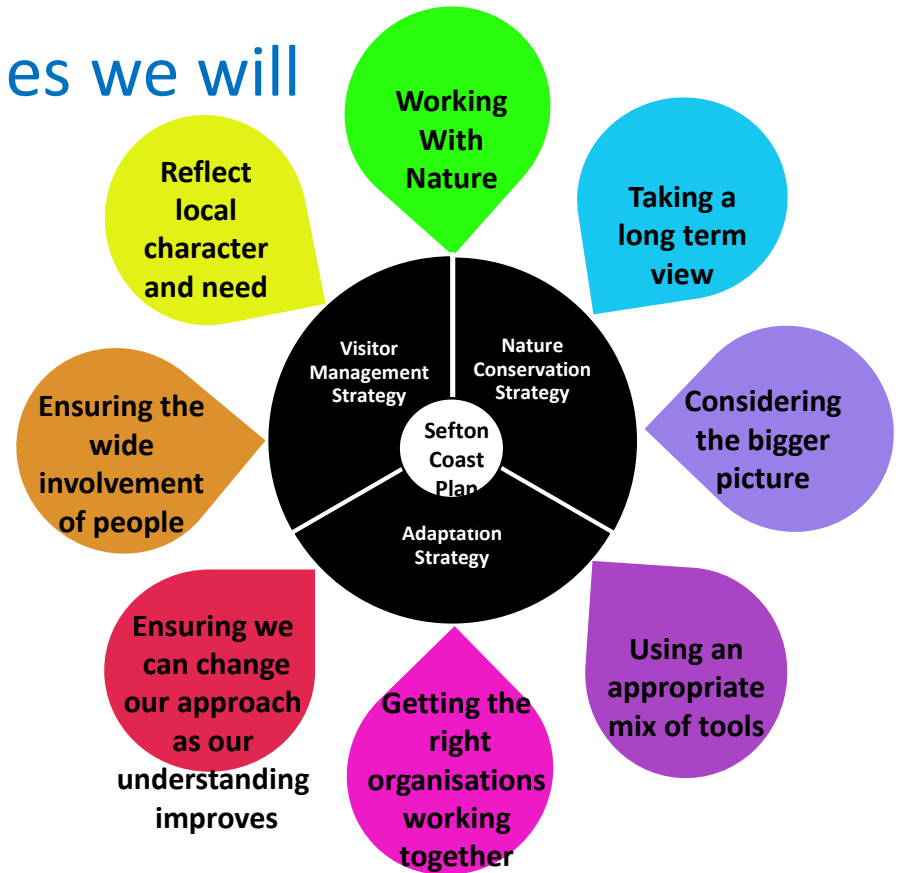 es we will
Working
With
Nature
Taking a
long term
view
Considering
the bigger
picture
Using an
appropriate
mix of tools
Getting the
right
organisations
working
together
Ensuring we
can change
our approach
as our
understanding
improves
Ensuring the
wide
involvement
of people
Reflect
local
character
and need
Visitor
Management
Strategy
Nature
Conservation
Strategy
Adaptation
Strategy
Sefton
Coast
Plan